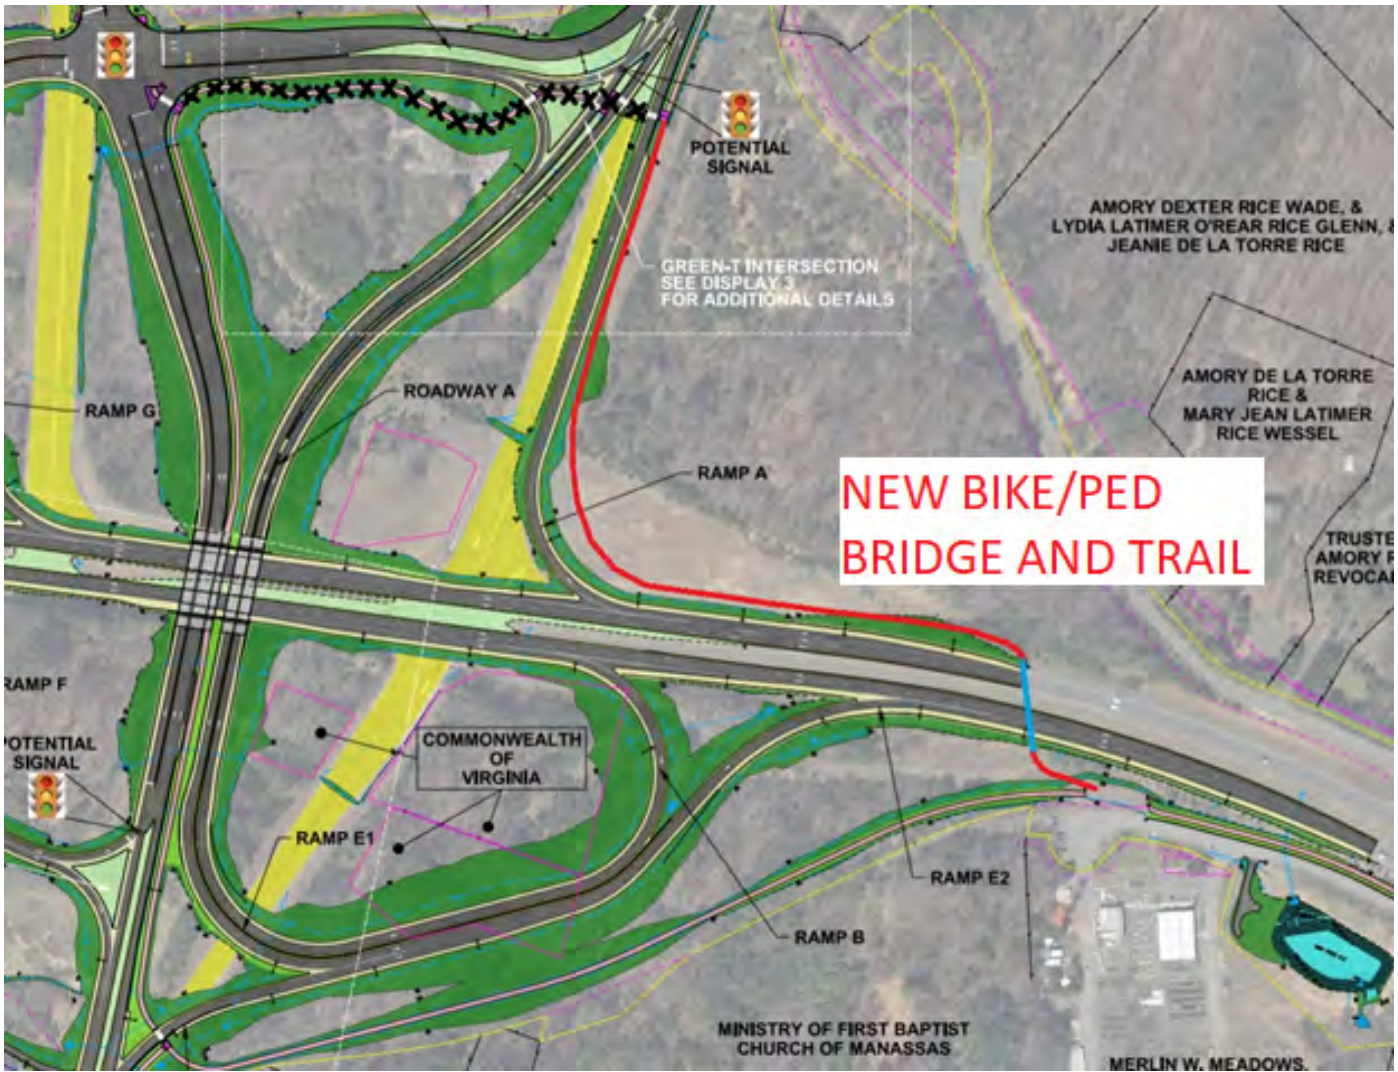 POTENTIAL
SIGNAL
AMORY DEXTER RICE WADE, &
LYDIA LATIMER O'REAR RICE GLENN, &
JEANIE DE LA TORRE RICE
GREEN-T INTERSECTION
SEE DISPLAY 3
FOR ADDITIONAL DETAILS
AMORY DE LA TORRE
RICE &
MARY JEAN LATIMER
RICE WESSEL
ROADWAY A
RAMP G
RAMP A
NEW BIKE/PED
BRIDGE AND TRAIL
TRUSTE
AMORY R
REVOCA
RAMP F
POTENTIAL
SIGNAL
COMMONWEALTH
OF
VIRGINIA
RAMP E1
RAMP E2
RAMP B
MINISTRY OF FIRST BAPTIST
CHURCH OF MANASSAS
MERLIN W. MEADOWS,